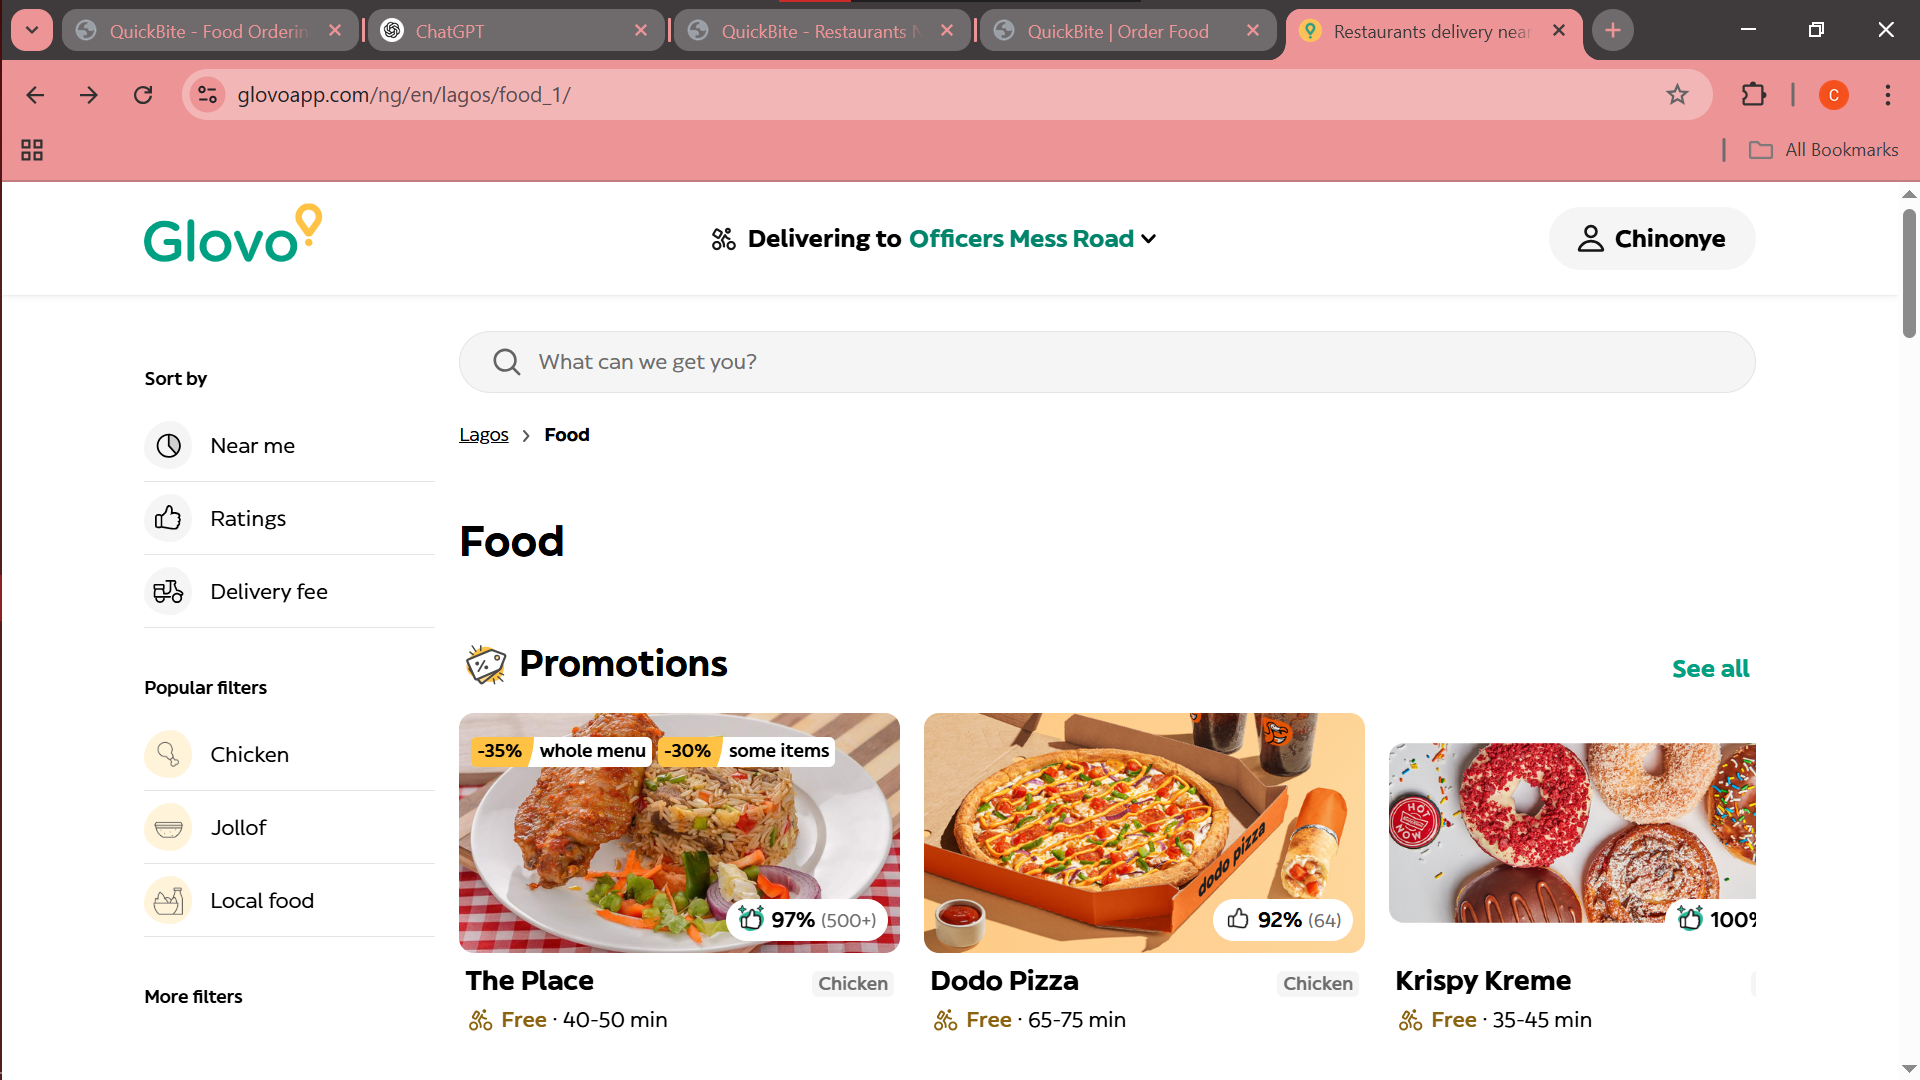 QuickBite - Food Orderin
ChatGPT
QuickBite - Restaurants N
QuickBite | Order Food
Restaurants delivery near
glovoapp.com/ng/en/lagos/food_1/
C
All Bookmarks
Glovo
Delivering to Officers Mess Road
Chinonye
What can we get you?
Sort by
Near me
Ratings
Delivery fee
Popular filters
Chicken
Jollof
Local food
More filters
Lagos > Food
Food
Promotions
See all
-35% whole menu -30% some items
97% (500+)
The Place
Chicken
Free · 40-50 min
dodo pizza
92% (64)
Dodo Pizza
Chicken
Free · 65-75 min
HOT
NOW
100%
Krispy Kreme
Free · 35-45 min